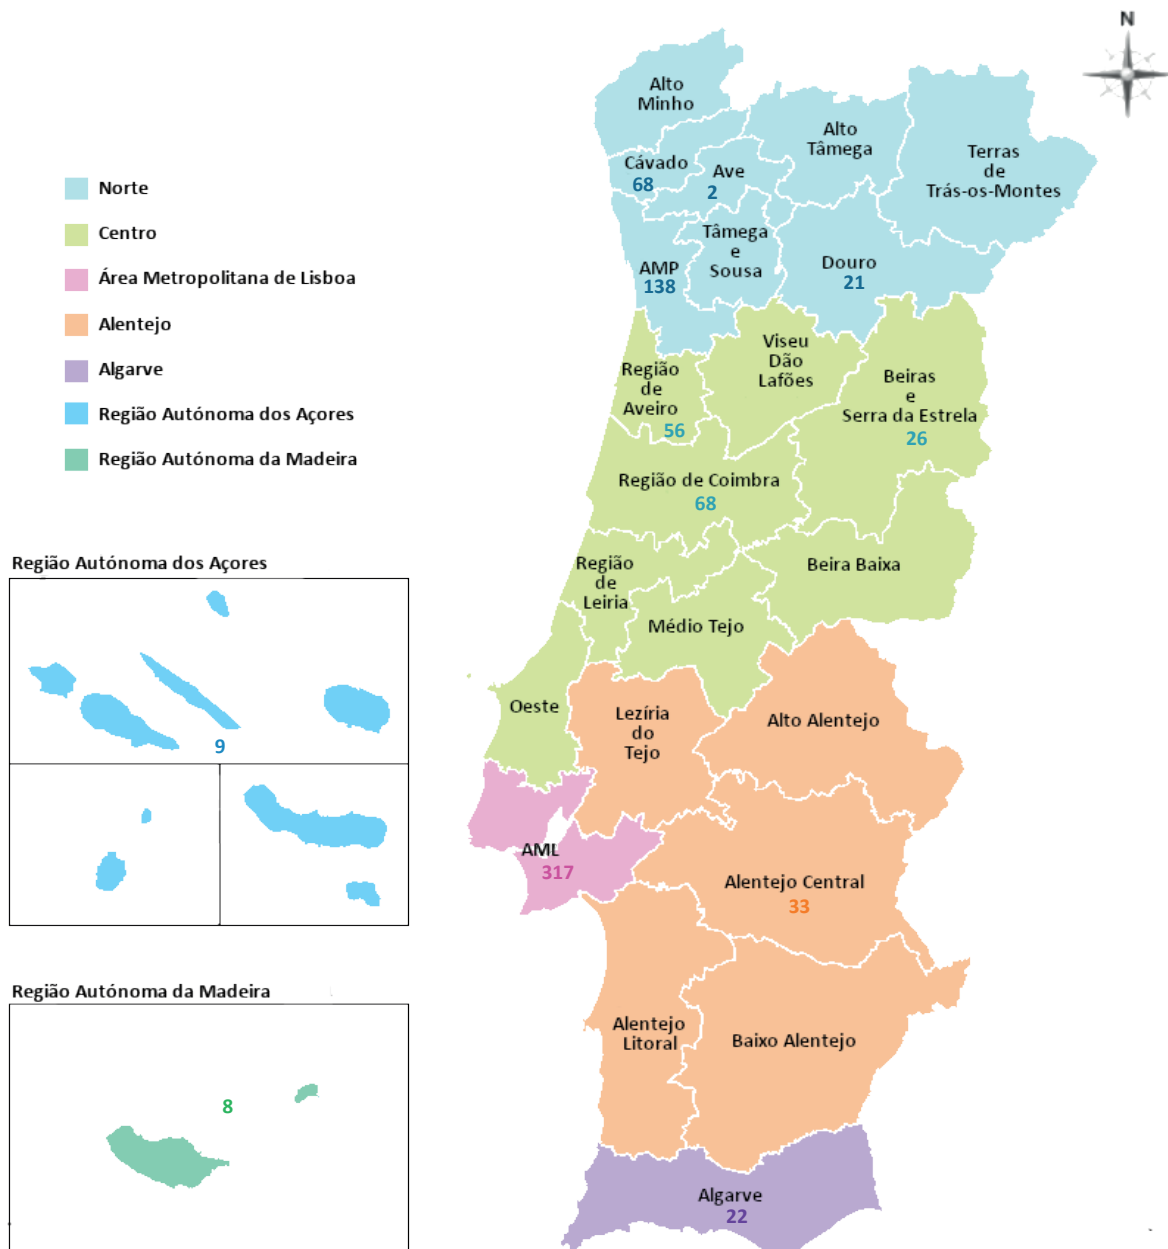 N
Norte
Centro
Área Metropolitana de Lisboa
Alentejo
Algarve
Região Autónoma dos Açores
Região Autónoma da Madeira
Alto
Minho
Cávado
68
Ave
2
Alto
Tâmega
Terras
de
Trás-os-Montes
AMP
138
Tâmega
e
Sousa
Douro
21
Região
de
Aveiro
56
Viseu
Dão
Lafões
Beiras
e
Serra da Estrela
26
Região de Coimbra
68
Região
de
Leiria
Beira Baixa
Médio Tejo
Oeste
Lezíria
do
Tejo
Alto Alentejo
AML
317
Alentejo Central
33
Alentejo
Litoral
Baixo Alentejo
Algarve
22
Região Autónoma dos Açores
9
Região Autónoma da Madeira
8